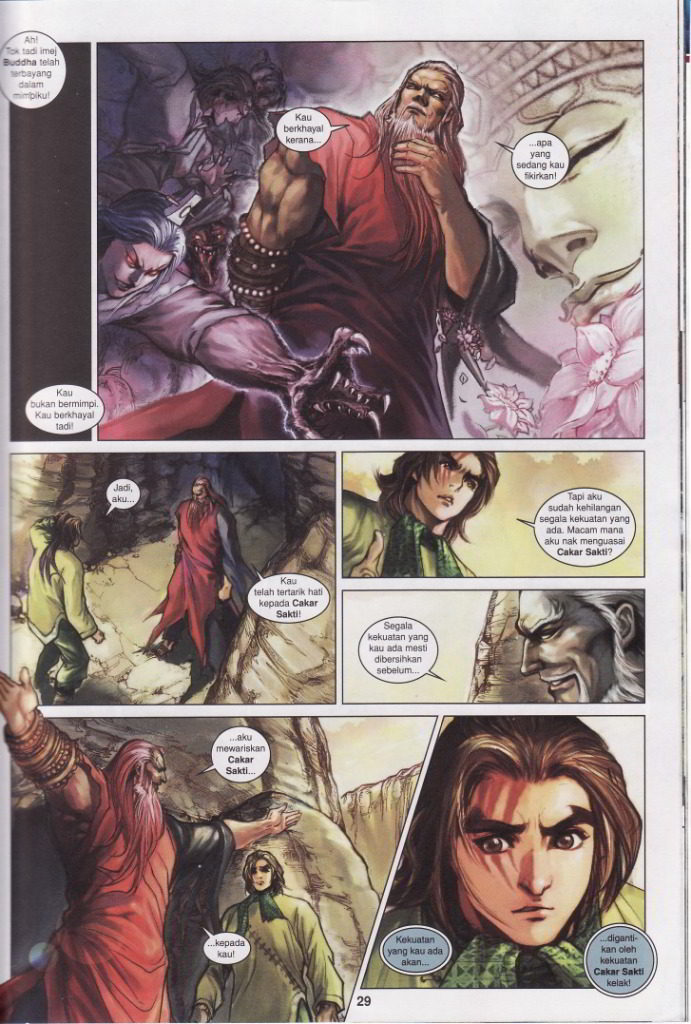 Ah!
Tok tadi imej
Buddha telah
terbayang
dalam
mimpiku!
Kau
berkhayal
kerana...
...apa
yang
sedang kau
fikirkan!
Kau
bukan bermimpi.
Kau berkhayal
tadi!
Jadi,
aku...
Kau
telah tertarik hati
kepada Cakar
Sakti!
Tapi aku
sudah kehilangan
segala kekuatan yang
ada. Macam mana
aku nak menguasai
Cakar Sakti?
Segala
kekuatan yang
kau ada mesti
dibersihkan
sebelum...
...aku
mewariskan
Cakar
Sakti...
...kepada
kau!
Kekuatan
yang kau ada
akan...
...diganti-
kan oleh
kekuatan
Cakar Sakti
kelak!
29